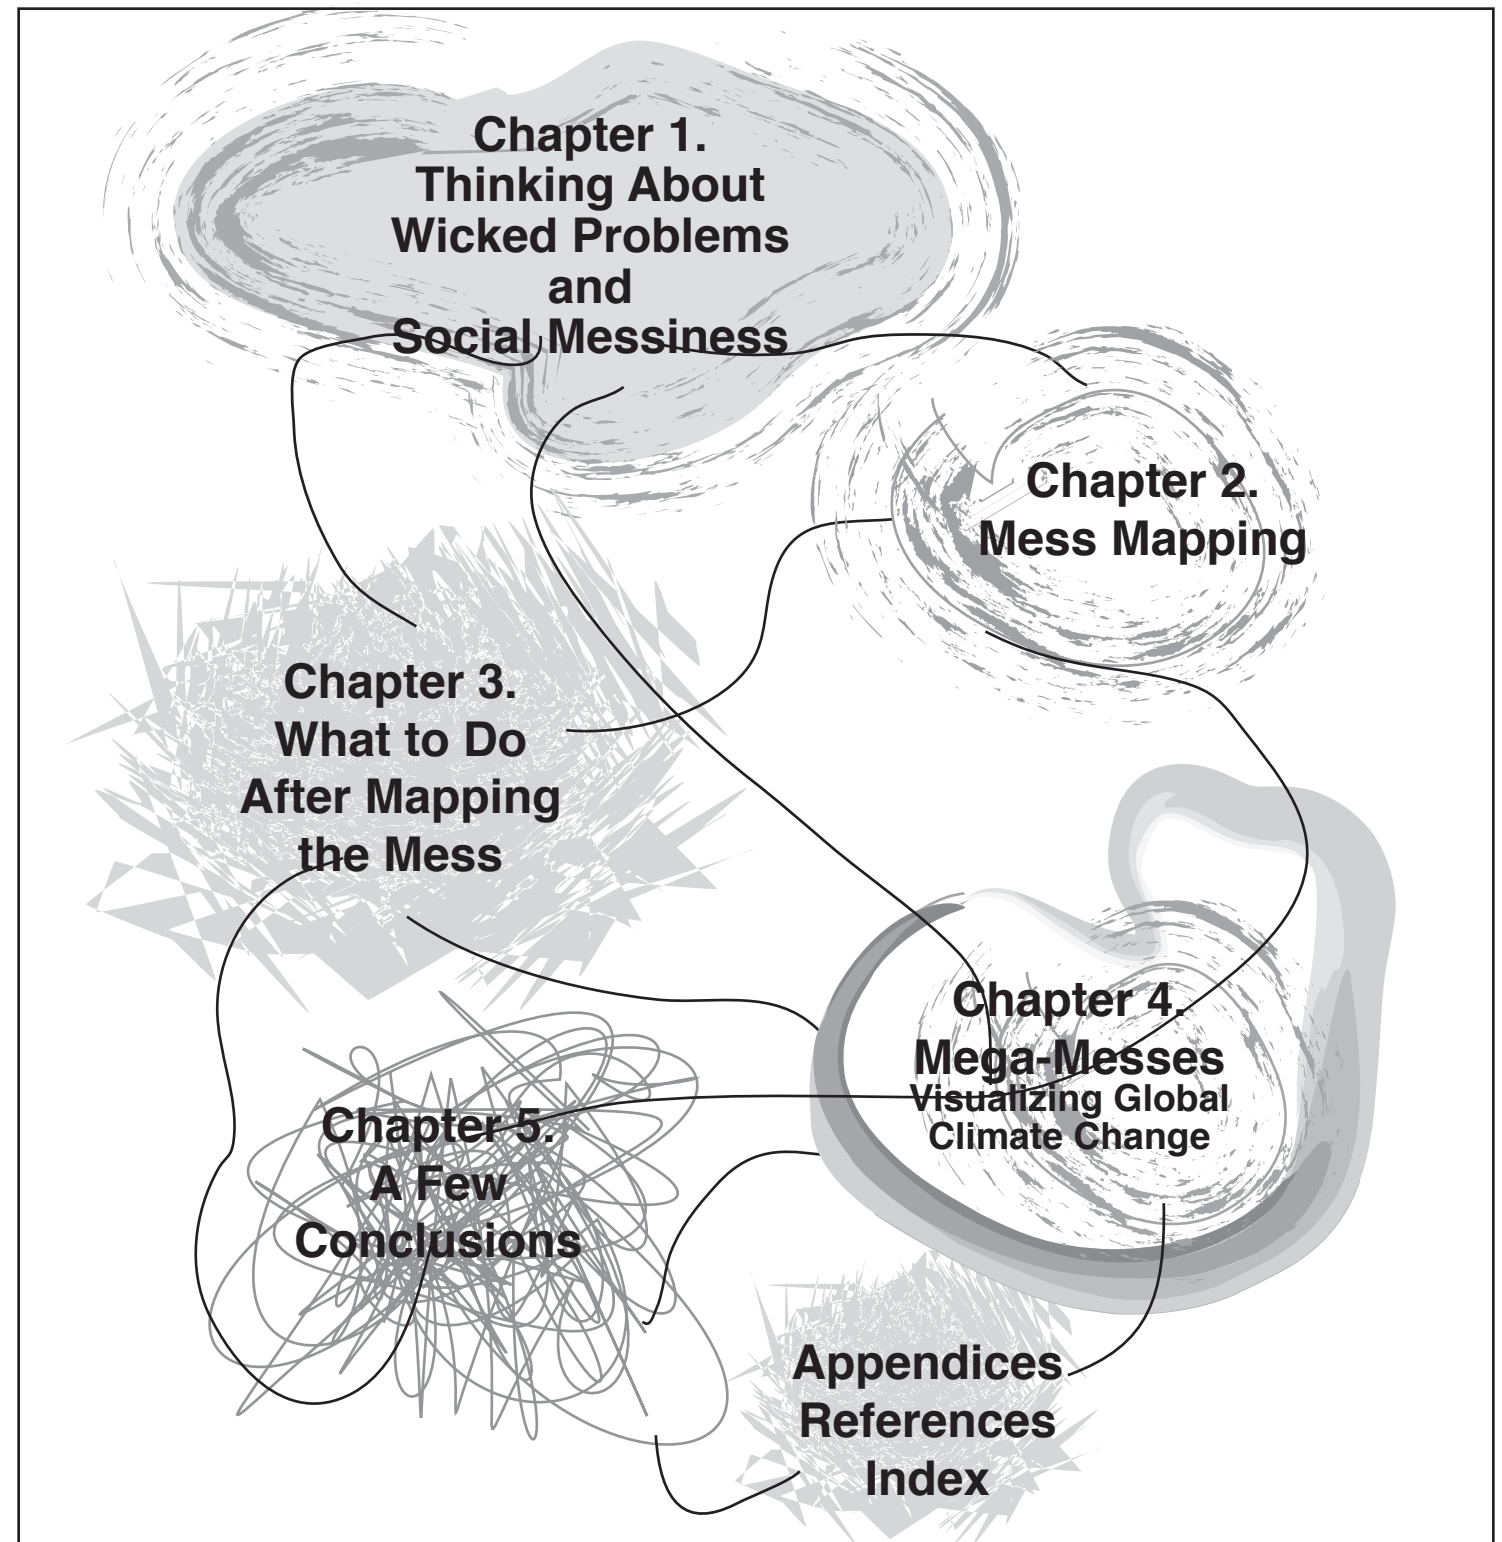 Chapter 1.
Thinking About
Wicked Problems
and
Social Messiness
Chapter 2.
Mess Mapping
Chapter 3.
What to Do
After Mapping
the Mess
Chapter 4.
Mega-Messes
Visualizing Global
Climate Change
Chapter 5.
A Few
Conclusions
Appendices
References
Index